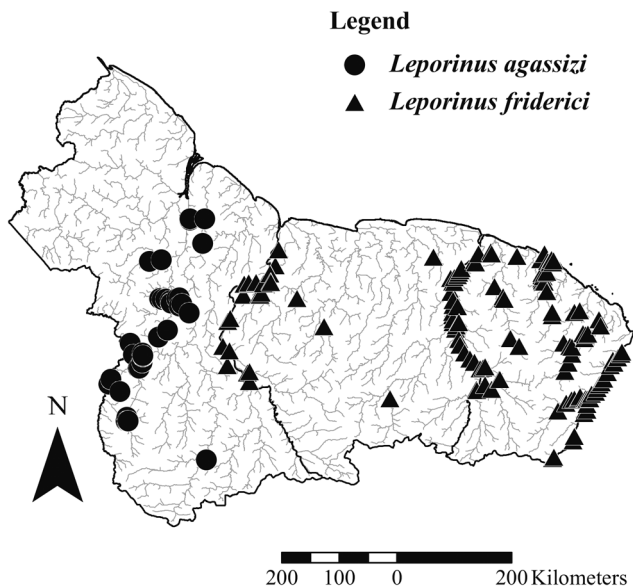 Legend
Leporinus agassizi
Leporinus friderici
N
200 100 0 200 Kilometers